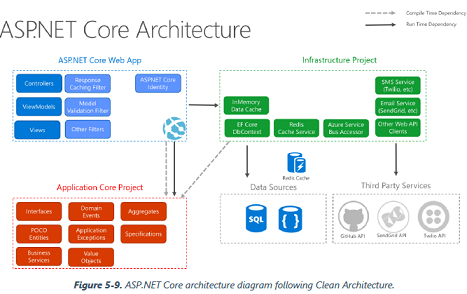 Compile Time Dependency
Run Time Dependency
ASP.NET Core Architecture
ASP.NET Core Web App
Infrastructure Project
Controllers
Response
Caching Filter
ASP.NET Core
Identity
ViewModels
Model
Validation Filter
Views
Other Filters
SMS Service
(Twilio, etc)
InMemory
Data Cache
Email Service
(SendGrid, etc)
EF Core
DbContext
Redis
Cache Service
Azure Service
Bus Accessor
Other Web API
Clients
Redis Cache
Application Core Project
Data Sources
Third Party Services
Interfaces
Domain
Events
Aggregates
POCO
Entities
Application
Exceptions
Specifications
Business
Services
Value
Objects
SQL
{ }
GitHub API
SendGrid API
Twilio API
Figure 5-9. ASP.NET Core architecture diagram following Clean Architecture.